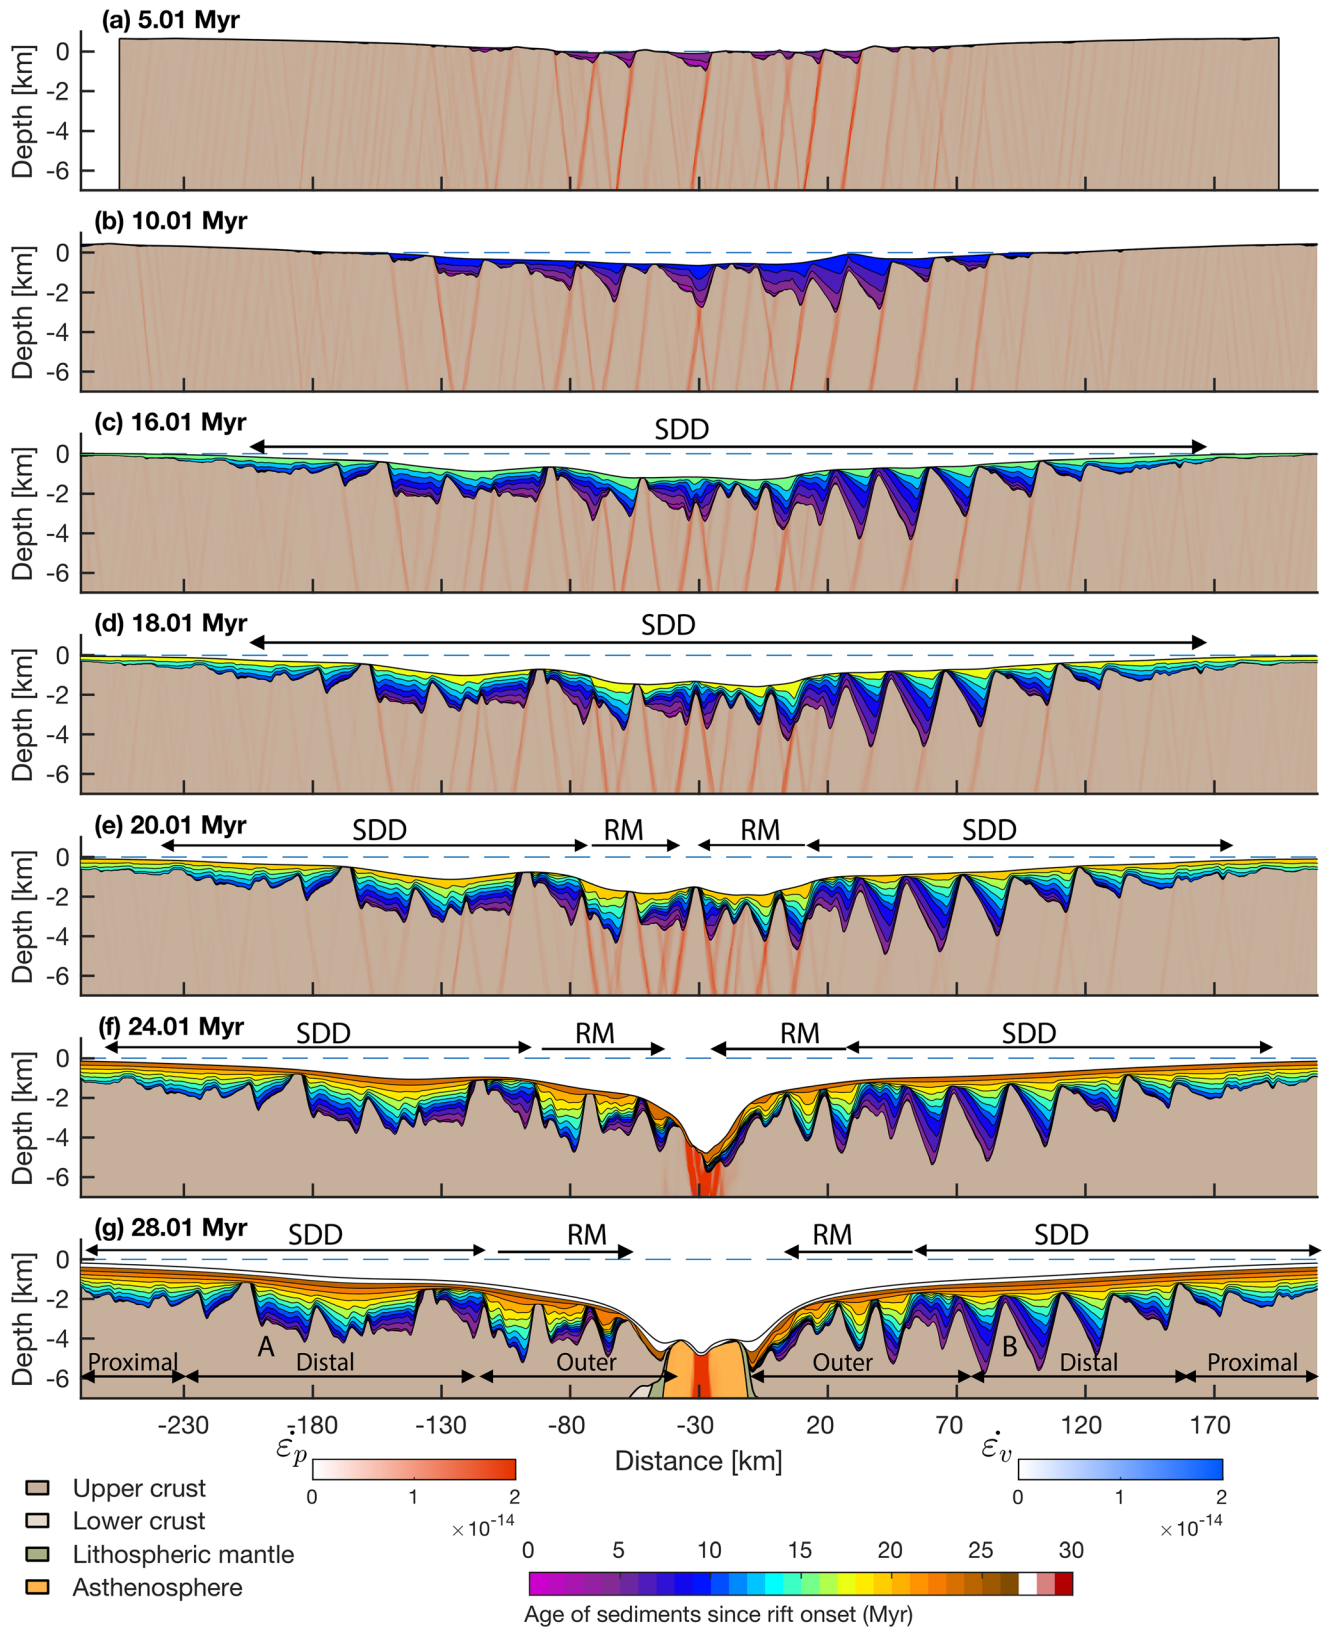 (a) 5.01 Myr
Depth [km]
0
-2
-4
-6
(b) 10.01 Myr
Depth [km]
0
-2
-4
-6
(c) 16.01 Myr
SDD
Depth [km]
0
-2
-4
-6
(d) 18.01 Myr
SDD
Depth [km]
0
-2
-4
-6
(e) 20.01 Myr
SDD RM RM SDD
Depth [km]
0
-2
-4
-6
(f) 24.01 Myr
SDD RM RM SDD
Depth [km]
0
-2
-4
-6
(g) 28.01 Myr
SDD RM RM SDD
Depth [km]
0
-2
-4
-6
A B
Proximal Distal Outer Outer Distal Proximal
-230 -180 -130 -80 -30 20 70 120 170
Distance [km]
ε̇p
0 1 2
×10-14
ε̇v
0 1 2
×10-14
Upper crust
Lower crust
Lithospheric mantle
Asthenosphere
0 5 10 15 20 25 30
Age of sediments since rift onset (Myr)